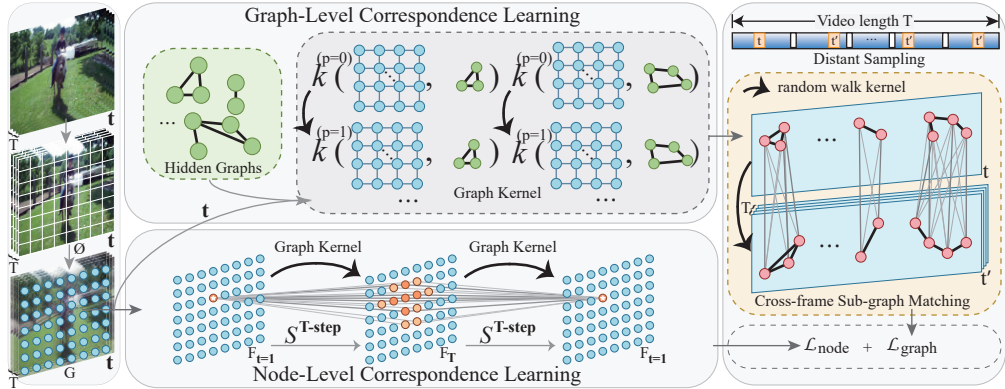 Graph-Level Correspondence Learning
T
t
T
t
Ø
T
G
t
...
Hidden Graphs
(p=0)
k ( , )
(p=0)
k ( , )
(p=1)
k ( , )
(p=1)
k ( , )
Graph Kernel
... ...
t
Graph Kernel
Graph Kernel
S T-step
S T-step
F t=1
F T
F t=1
Node-Level Correspondence Learning
Video length T
t t' ... t' t'
Distant Sampling
random walk kernel
...
t
...
t'
Cross-frame Sub-graph Matching
ℒnode + ℒgraph